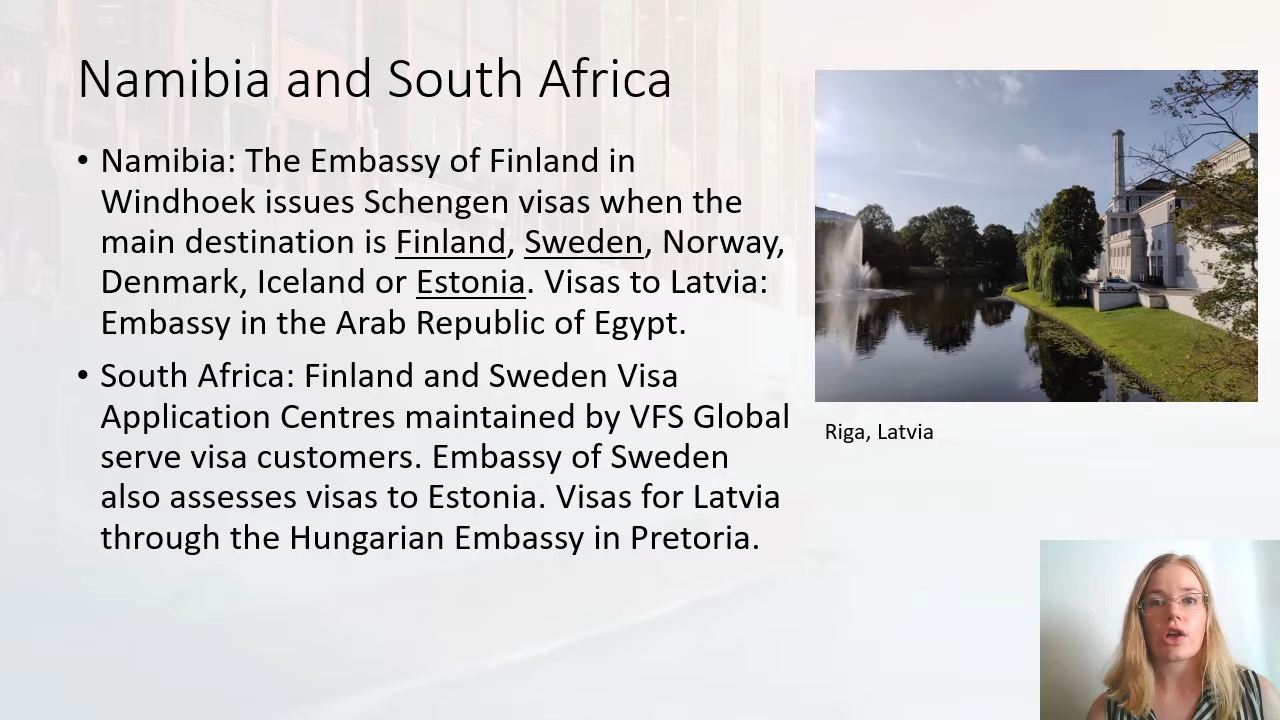 Namibia and South Africa
• Namibia: The Embassy of Finland in
Windhoek issues Schengen visas when the
main destination is Finland, Sweden, Norway,
Denmark, Iceland or Estonia. Visas to Latvia:
Embassy in the Arab Republic of Egypt.
• South Africa: Finland and Sweden Visa
Application Centres maintained by VFS Global
serve visa customers. Embassy of Sweden
also assesses visas to Estonia. Visas for Latvia
through the Hungarian Embassy in Pretoria.
Riga, Latvia